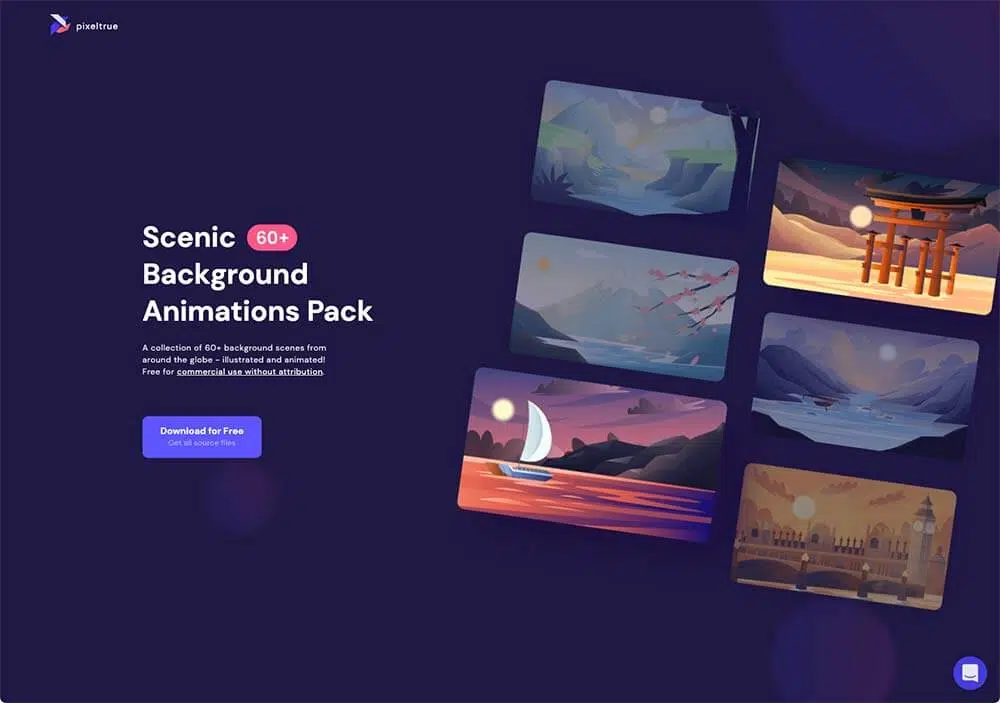 pixeltrue
Scenic 60+
Background
Animations Pack
A collection of 60+ background scenes from
around the globe - illustrated and animated!
Free for commercial use without attribution.
Download for Free
Get all source files